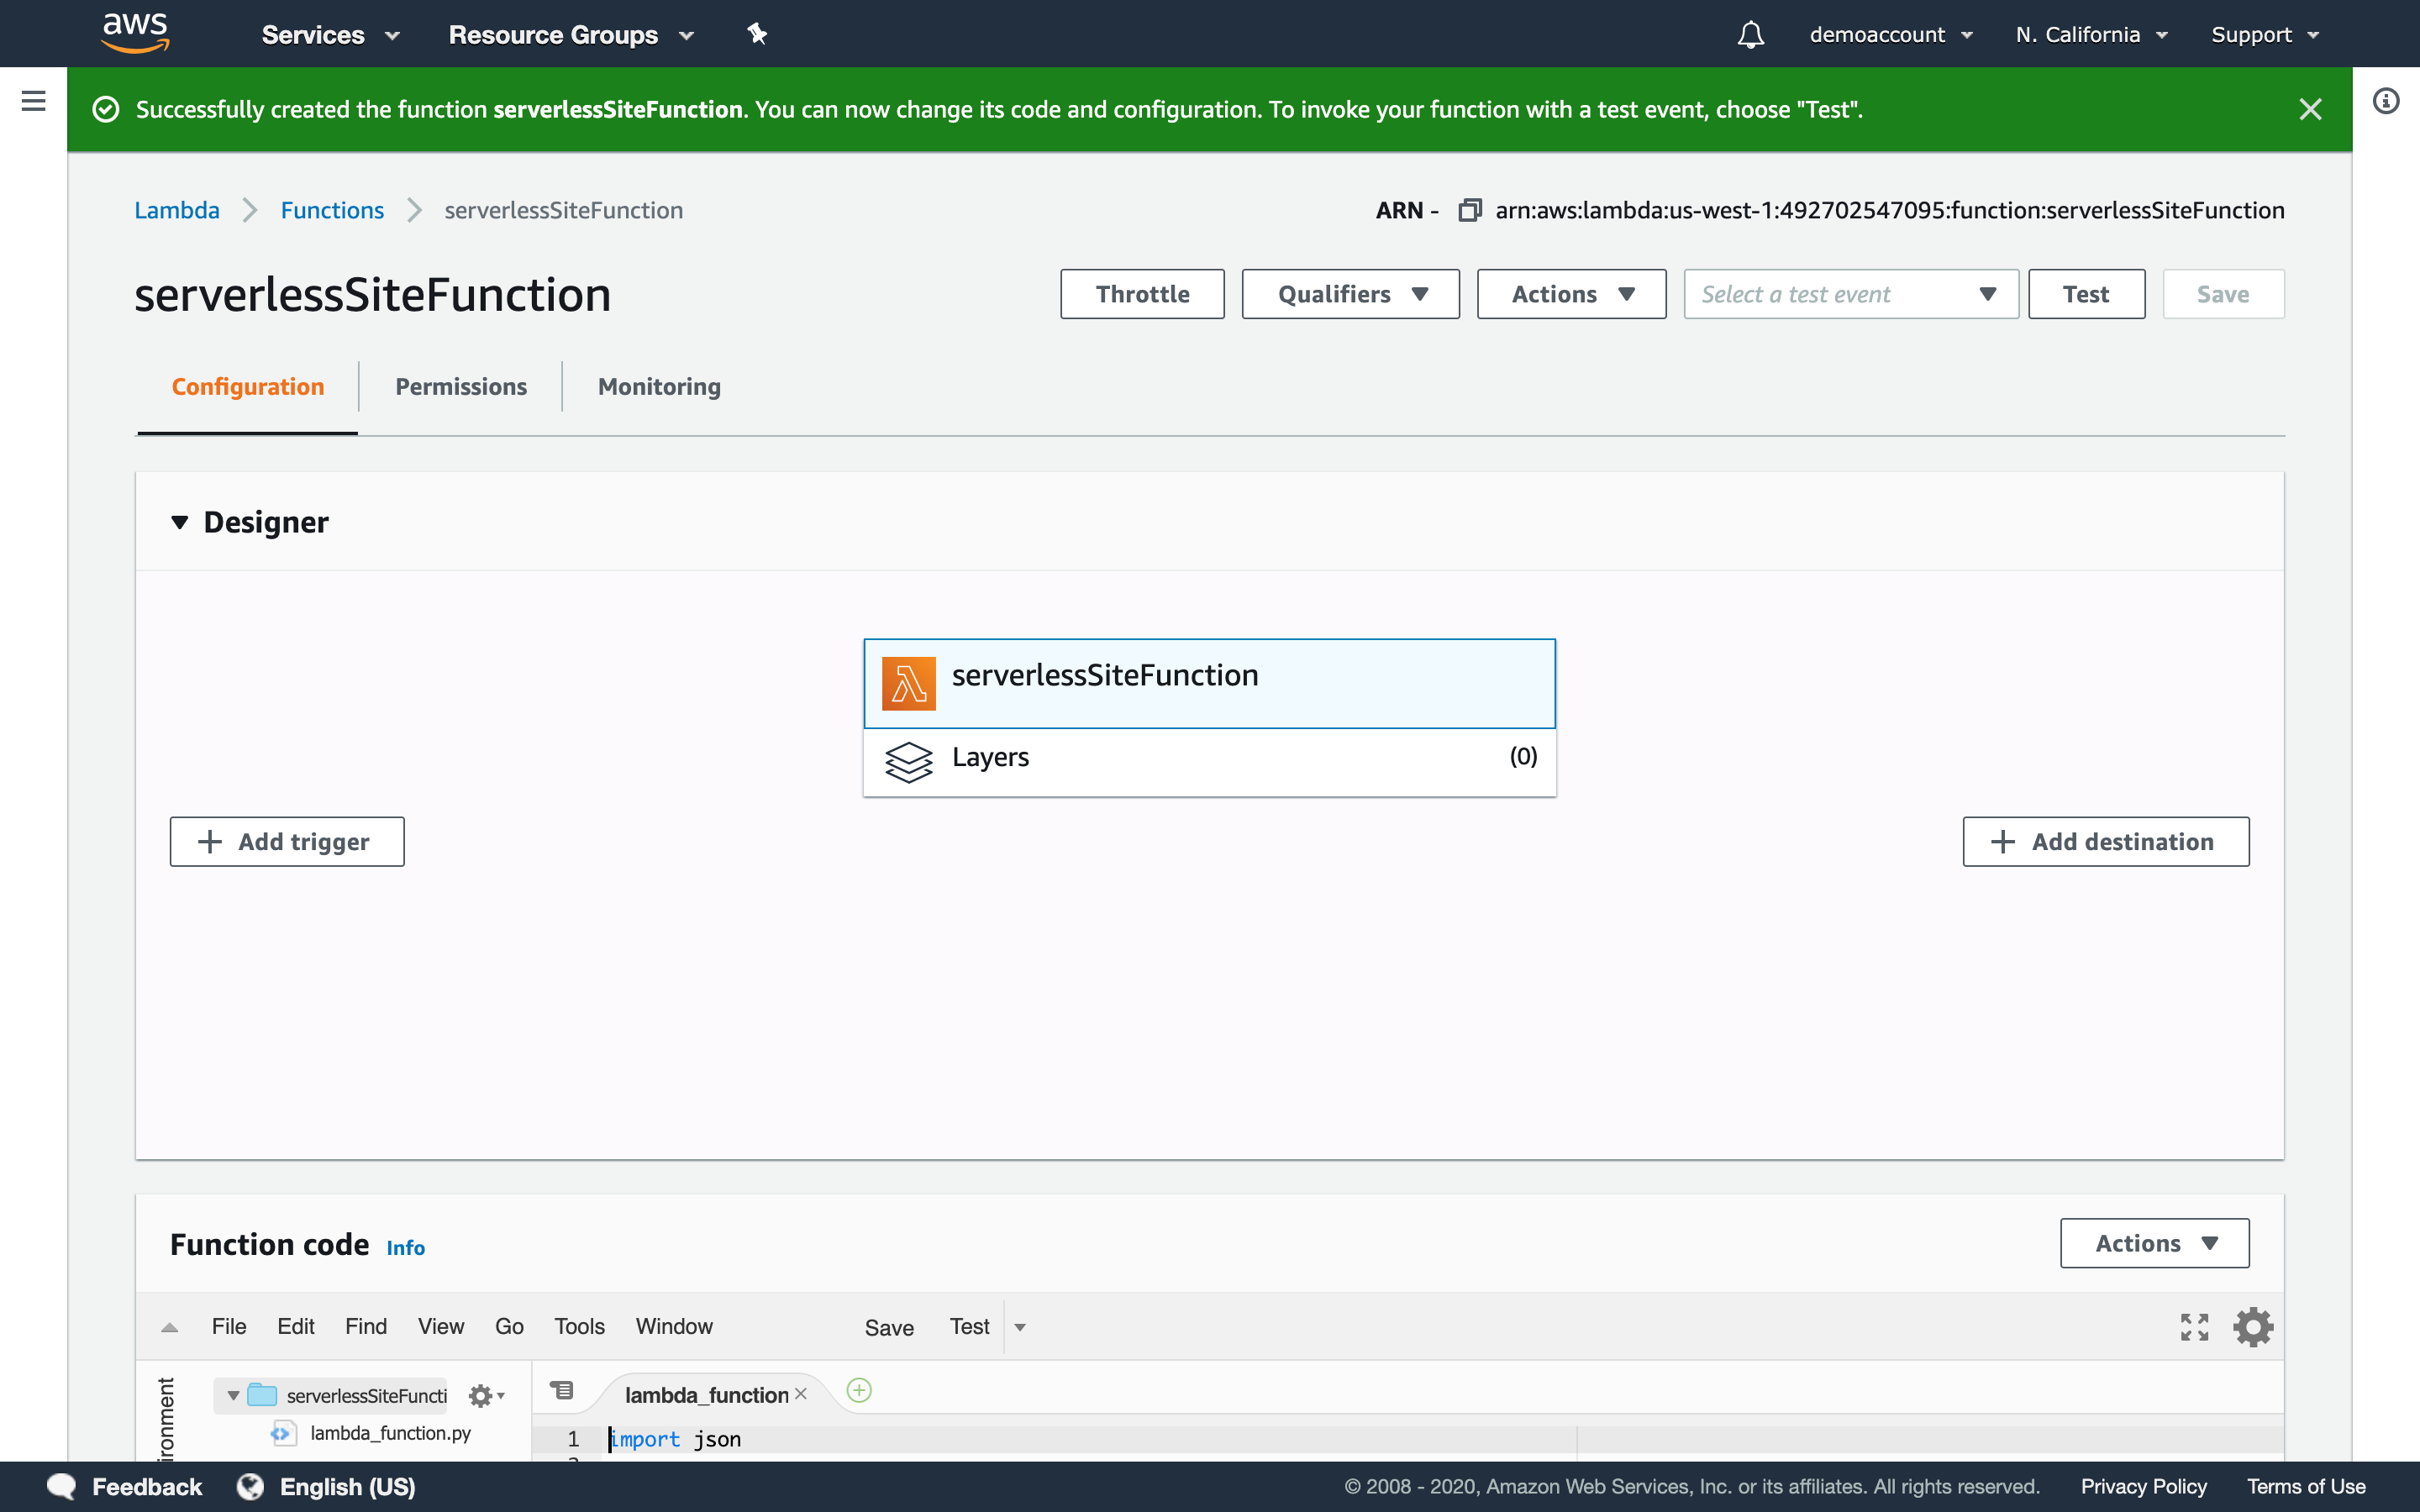 aws Services Resource Groups demoaccount N. California Support
Successfully created the function serverlessSiteFunction. You can now change its code and configuration. To invoke your function with a test event, choose "Test".
Lambda Functions serverlessSiteFunction ARN - arn:aws:lambda:us-west-1:492702547095:function:serverlessSiteFunction
serverlessSiteFunction Throttle Qualifiers Actions Select a test event Test Save
Configuration Permissions Monitoring
Designer
serverlessSiteFunction
Layers (0)
+ Add trigger + Add destination
Function code Info Actions
File Edit Find View Go Tools Window Save Test
serverlessSiteFuncti lambda_function
lambda_function.py
ironment
1 import json
Feedback English (US) © 2008 - 2020, Amazon Web Services, Inc. or its affiliates. All rights reserved. Privacy Policy Terms of Use